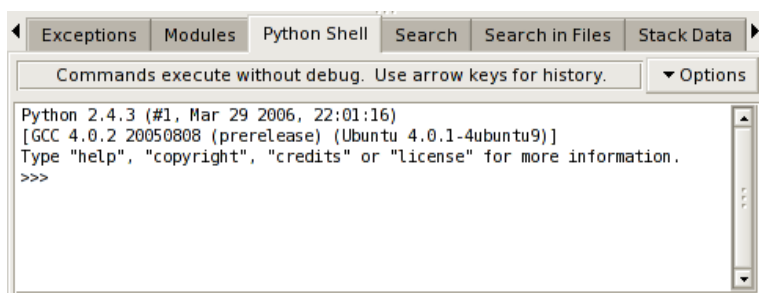 Exceptions Modules Python Shell Search Search in Files Stack Data
Commands execute without debug. Use arrow keys for history. Options
Python 2.4.3 (#1, Mar 29 2006, 22:01:16)
[GCC 4.0.2 20050808 (prerelease) (Ubuntu 4.0.1-4ubuntu9)]
Type "help", "copyright", "credits" or "license" for more information.
>>>